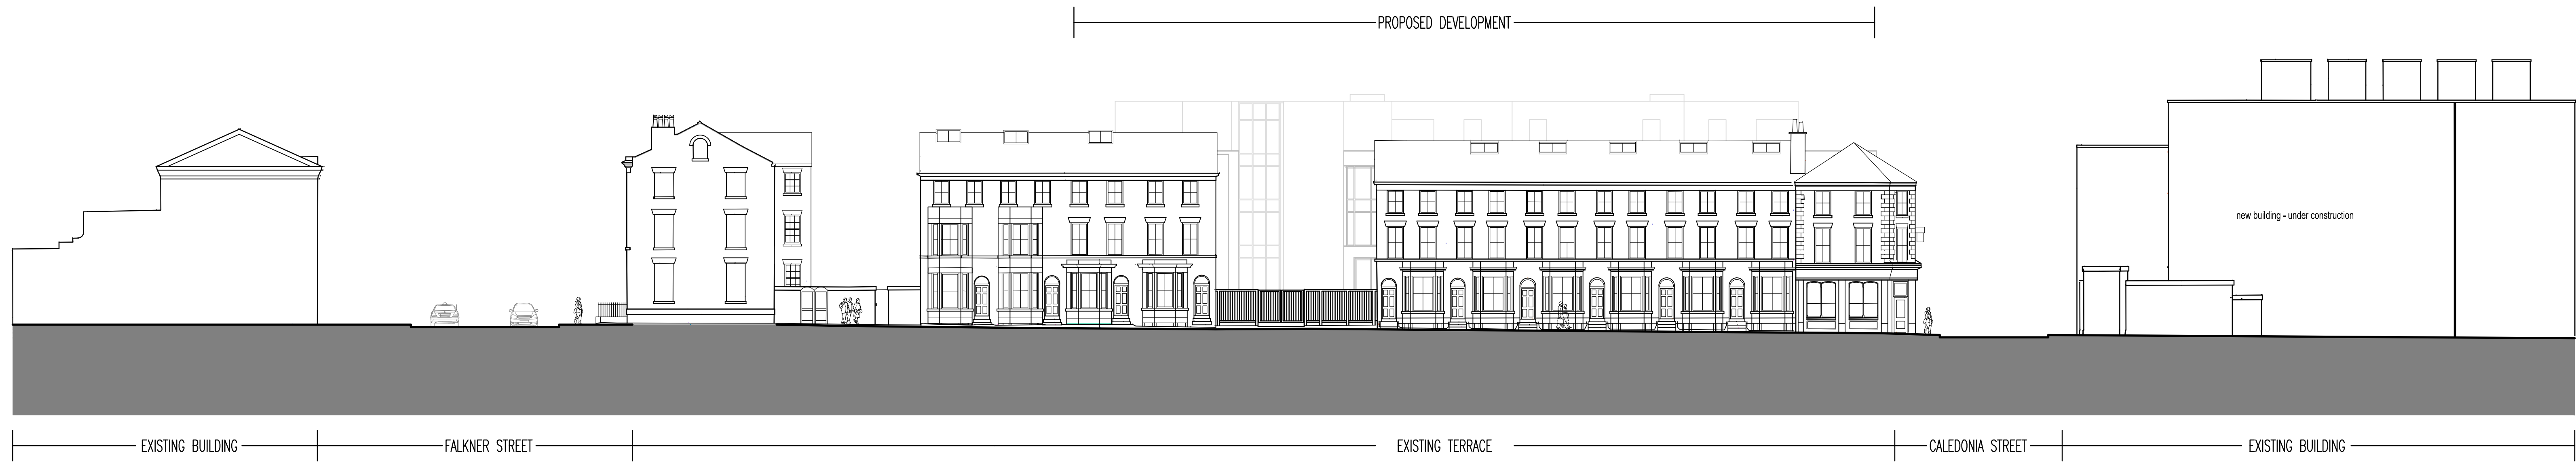 PROPOSED DEVELOPMENT
new building - under construction
EXISTING BUILDING
FALKNER STREET
EXISTING TERRACE
CALEDONIA STREET
EXISTING BUILDING